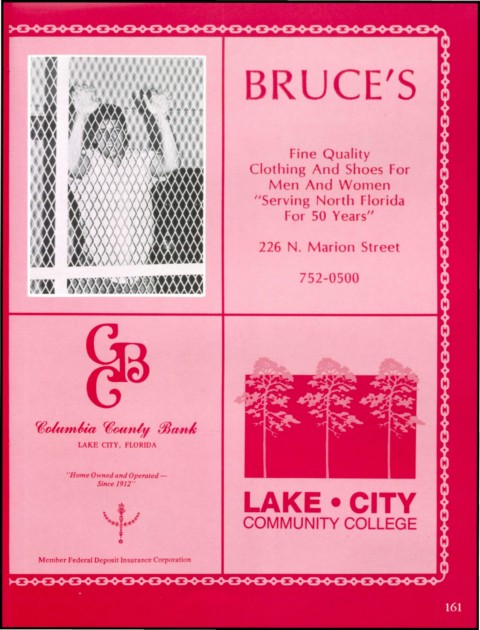 BRUCE'S
Fine Quality
Clothing And Shoes For
Men And Women
"Serving North Florida
For 50 Years"
226 N. Marion Street
752-0500
CBC
Columbia County Bank
LAKE CITY, FLORIDA
"Home Owned and Operated—
Since 1912"
Member Federal Deposit Insurance Corporation
LAKE • CITY
COMMUNITY COLLEGE
161